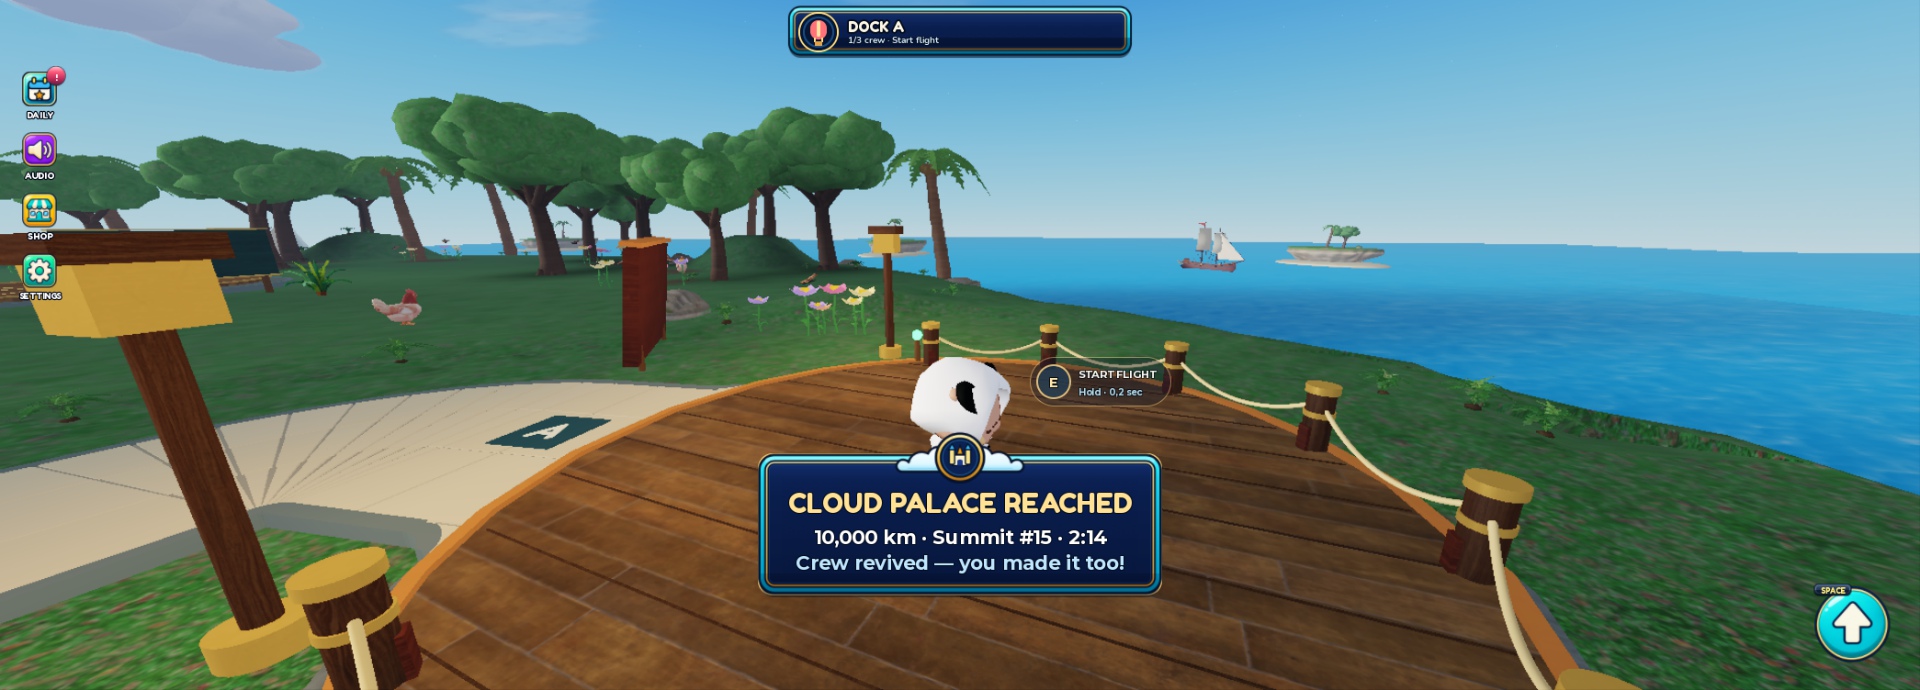 DOCK A
1/3 crew · Start flight
!
DAILY
AUDIO
SHOP
SETTINGS
A
E
START FLIGHT
Hold · 0,2 sec
CLOUD PALACE REACHED
10,000 km · Summit #15 · 2:14
Crew revived — you made it too!
SPACE